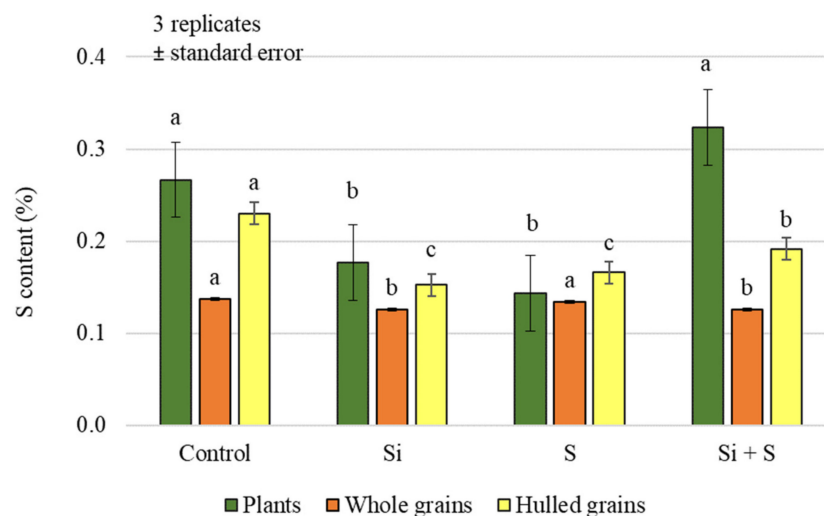 3 replicates
± standard error
0.4
0.3
0.2
0.1
0.0
S content (%)
a
a
a
b
b
c
b
a
c
a
b
b
Control
Si
S
Si + S
Plants
Whole grains
Hulled grains